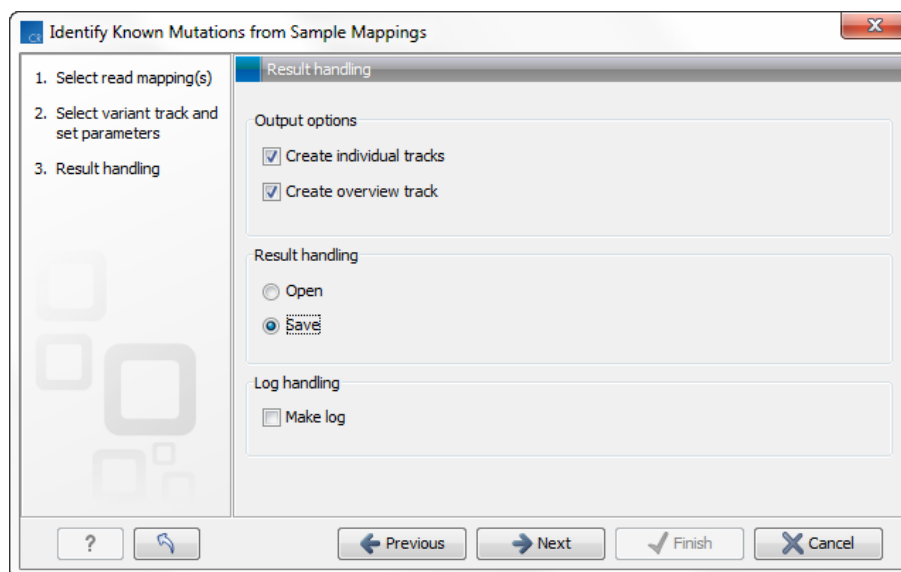 CR Identify Known Mutations from Sample Mappings
1. Select read mapping(s)
2. Select variant track and
set parameters
3. Result handling
Result handling
Output options
Create individual tracks
Create overview track
Result handling
Open
Save
Log handling
Make log
? Previous Next Finish Cancel